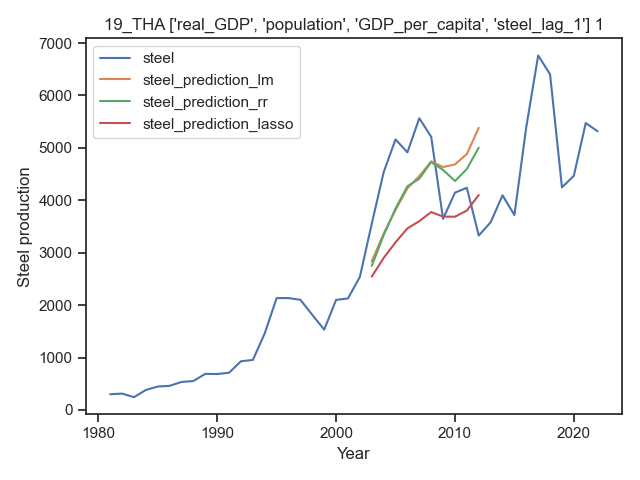 19_THA ['real_GDP', 'population', 'GDP_per_capita', 'steel_lag_1'] 1
steel
steel_prediction_lm
steel_prediction_rr
steel_prediction_lasso
Steel production
7000
6000
5000
4000
3000
2000
1000
0
1980
1990
2000
2010
2020
Year